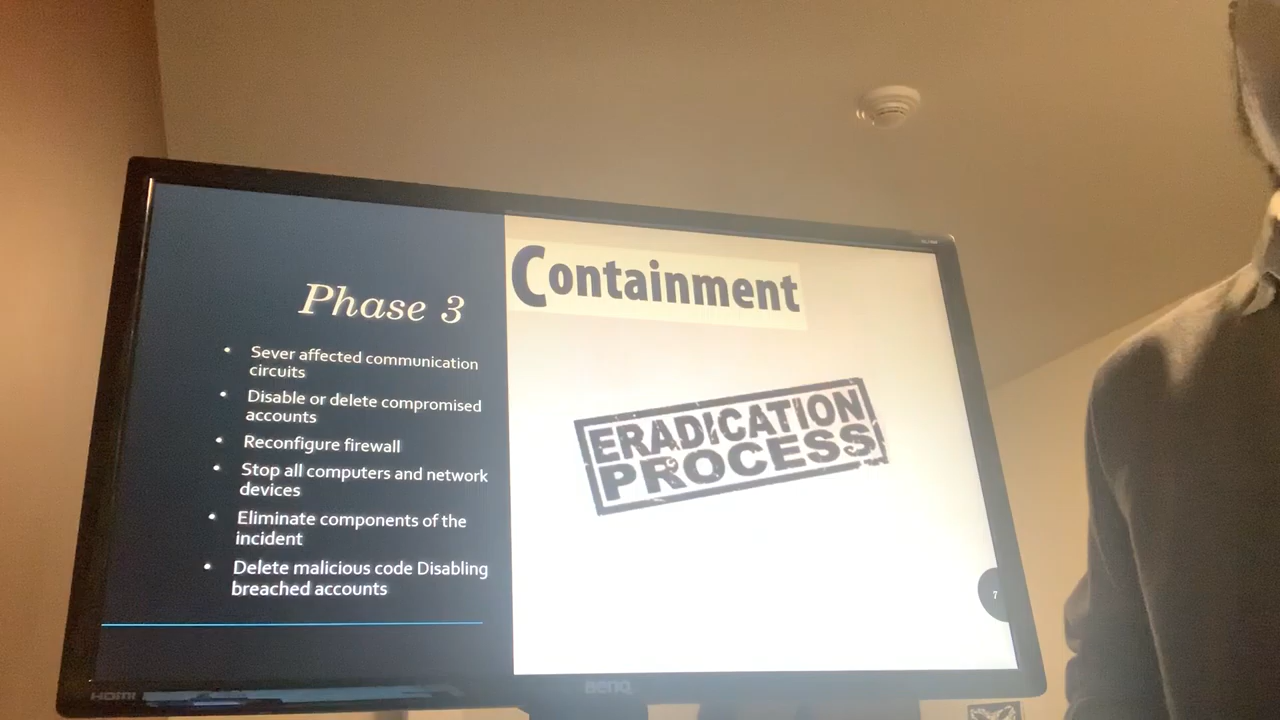 Phase 3
Sever affected communication
circuits
Disable or delete compromised
accounts
Reconfigure firewall
Stop all computers and network
devices
Eliminate components of the
incident
Delete malicious code Disabling
breached accounts
Containment
ERADICATION
PROCESS
7
HDMI
BenQ